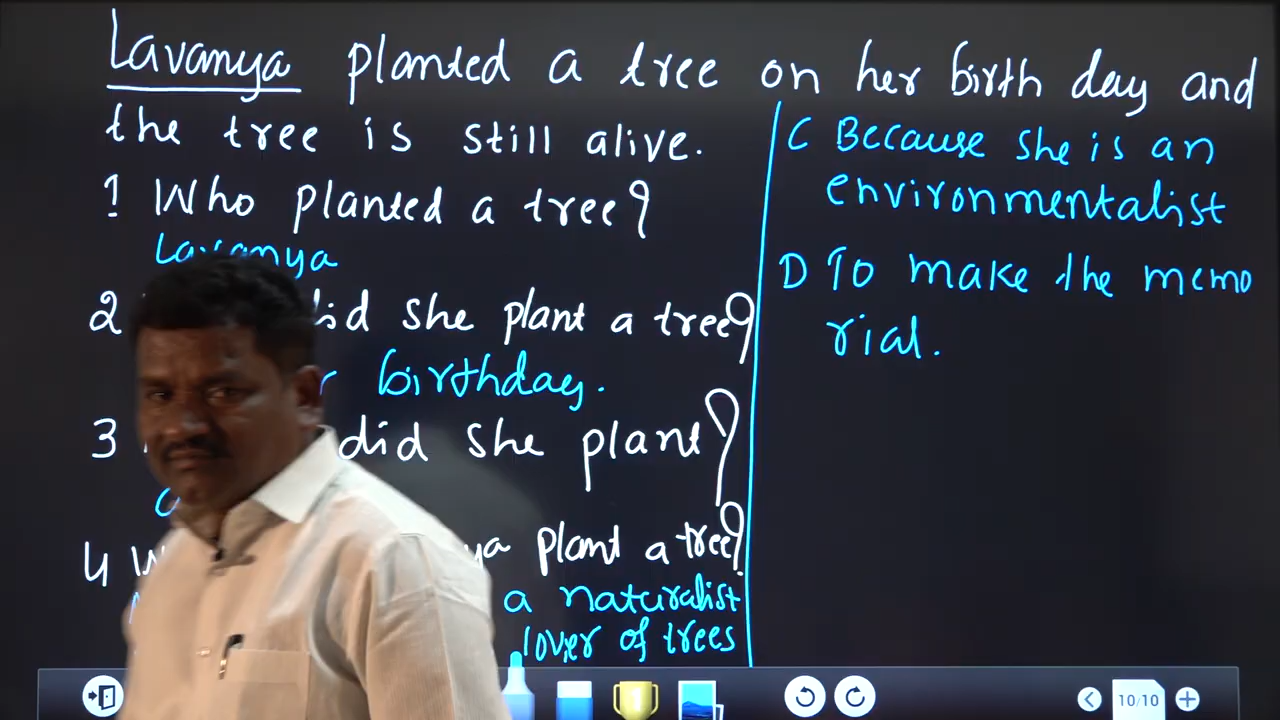 Lavanya planted a tree on her birth day and
the tree is still alive.
1 Who planted a tree?
Lavanya
2 did she plant a tree?
birthday.
3 did she plant?
4 plant a tree?
a naturalist
lover of trees
C Because she is an
environmentalist
D To make the memo
rial.
10/10